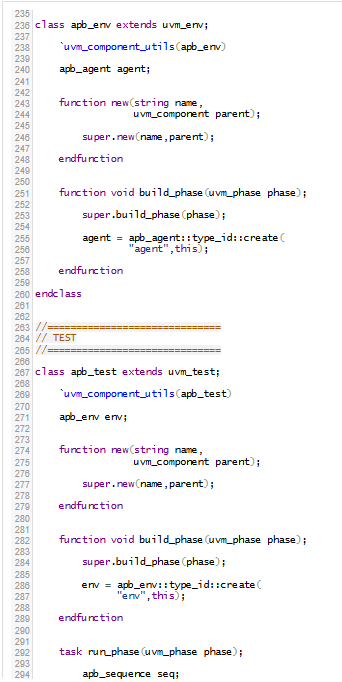 235
236 class apb_env extends uvm_env;
237
238 `uvm_component_utils(apb_env)
239
240 apb_agent agent;
241
242
243 function new(string name,
244 uvm_component parent);
245
246 super.new(name,parent);
247
248 endfunction
249
250
251 function void build_phase(uvm_phase phase);
252
253 super.build_phase(phase);
254
255 agent = apb_agent::type_id::create(
256 "agent",this);
257
258 endfunction
259
260 endclass
261
262
263 //==============================
264 // TEST
265 //==============================
266
267 class apb_test extends uvm_test;
268
269 `uvm_component_utils(apb_test)
270
271 apb_env env;
272
273
274 function new(string name,
275 uvm_component parent);
276
277 super.new(name,parent);
278
279 endfunction
280
281
282 function void build_phase(uvm_phase phase);
283
284 super.build_phase(phase);
285
286 env = apb_env::type_id::create(
287 "env",this);
288
289 endfunction
290
291
292 task run_phase(uvm_phase phase);
293
294 apb_sequence seq;